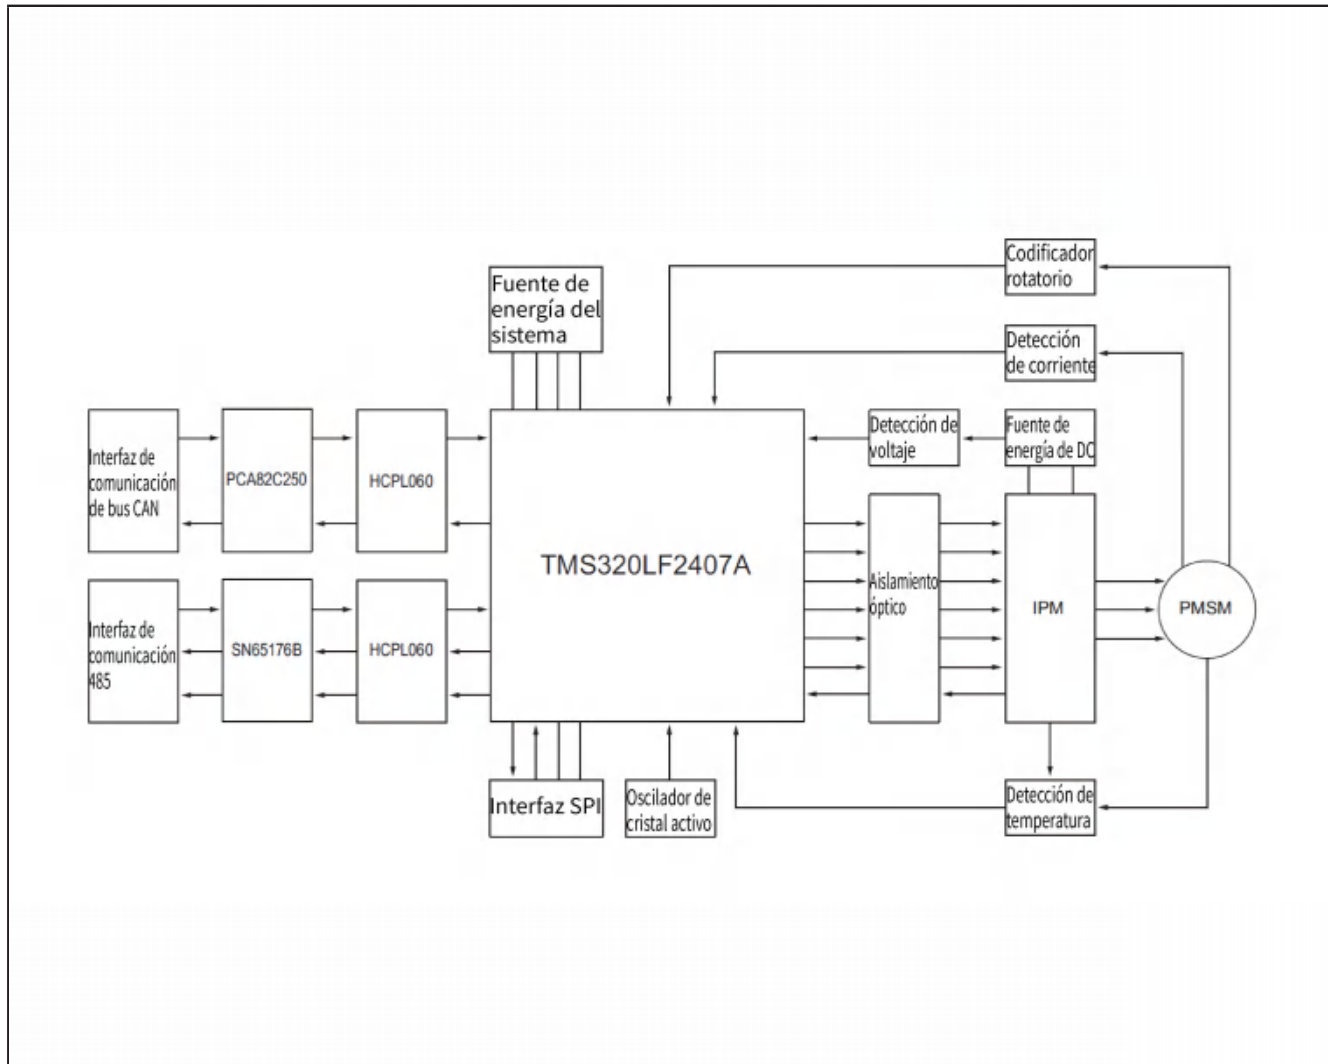 Codificador
rotatorio
Fuente de
energía del
sistema
Detección
de corriente
Interfaz de
comunicación
de bus CAN
PCA82C250
HCPL060
TMS320LF2407A
Detección de
voltaje
Fuente de
energía de DC
Aislamiento
óptico
IPM
PMSM
Interfaz de
comunicación
485
SN65176B
HCPL060
Interfaz SPI
Oscilador de
cristal activo
Detección de
temperatura